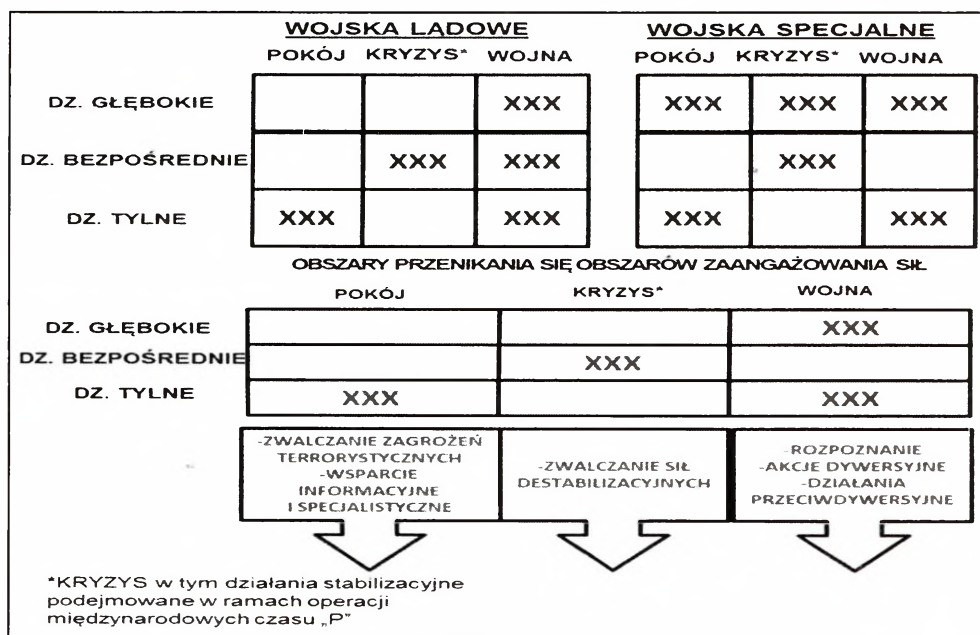 WOJSKA LĄDOWE WOJSKA SPECJALNE
POKÓJ KRYZYS* WOJNA POKÓJ KRYZYS* WOJNA
DZ. GŁĘBOKIE XXX XXX XXX XXX
DZ. BEZPOŚREDNIE XXX XXX XXX
DZ. TYLNE XXX XXX XXX XXX
OBSZARY PRZENIKANIA SIĘ OBSZARÓW ZAANGAŻOWANIA SIŁ
POKÓJ KRYZYS* WOJNA
DZ. GŁĘBOKIE XXX
DZ. BEZPOŚREDNIE XXX
DZ. TYLNE XXX XXX
-ZWALCZANIE ZAGROŻEŃ
TERRORYSTYCZNYCH
-WSPARCIE
INFORMACYJNE
I SPECJALISTYCZNE
-ZWALCZANIE SIŁ
DESTABILIZACYJNYCH
-ROZPOZNANIE
-AKCJE DYWERSYJNE
-DZIAŁANIA
PRZECIWDYWERSYJNE
*KRYZYS w tym działania stabilizacyjne
podejmowane w ramach operacji
międzynarodowych czasu „P"